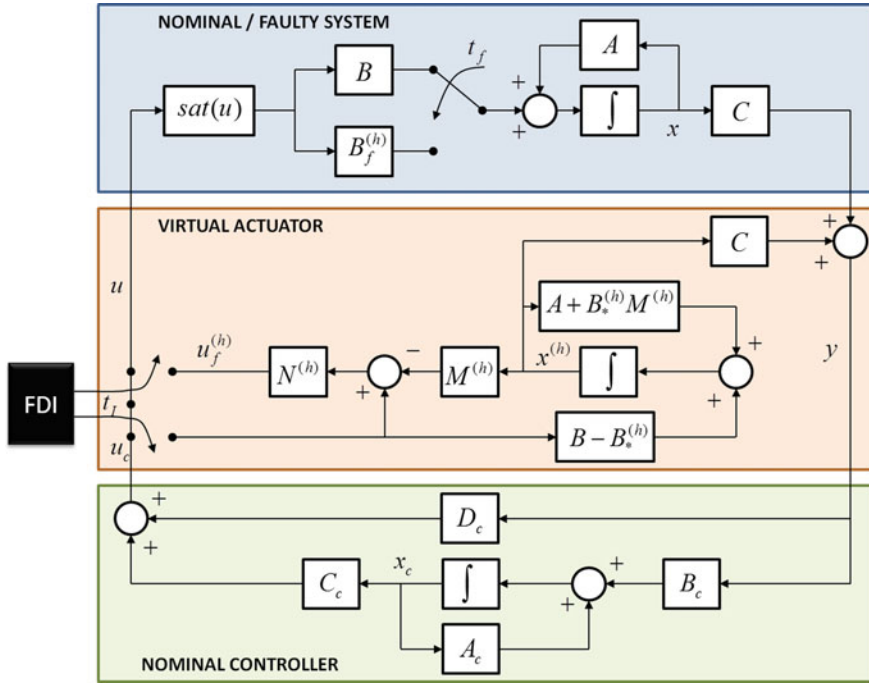 NOMINAL / FAULTY SYSTEM
A
t_f
B
+
sat(u)
∫
C
+
x
B_f^{(h)}
VIRTUAL ACTUATOR
+
C
+
u
A + B_*^{(h)} M^{(h)}
y
u_f^{(h)}
x^{(h)}
−
+
N^{(h)}
M^{(h)}
∫
+
+
FDI
t_I
u_c
B − B_*^{(h)}
+
D_c
+
x_c
+
C_c
∫
B_c
+
A_c
NOMINAL CONTROLLER